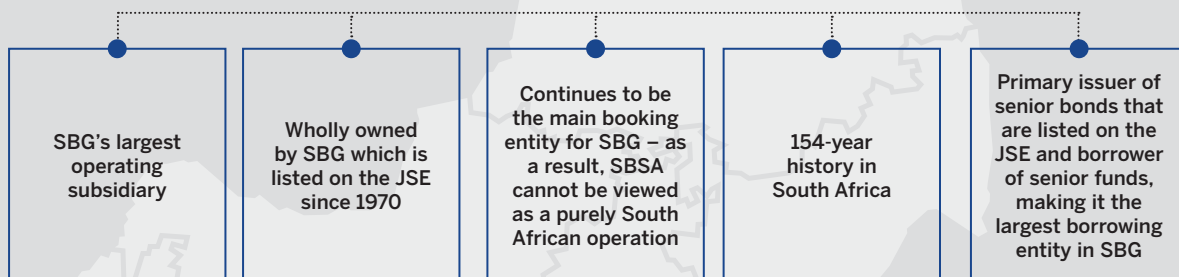 SBG’s largest
operating
subsidiary
Wholly owned
by SBG which is
listed on the JSE
since 1970
Continues to be
the main booking
entity for SBG – as
a result, SBSA
cannot be viewed
as a purely South
African operation
154-year
history in
South Africa
Primary issuer of
senior bonds that
are listed on the
JSE and borrower
of senior funds,
making it the
largest borrowing
entity in SBG